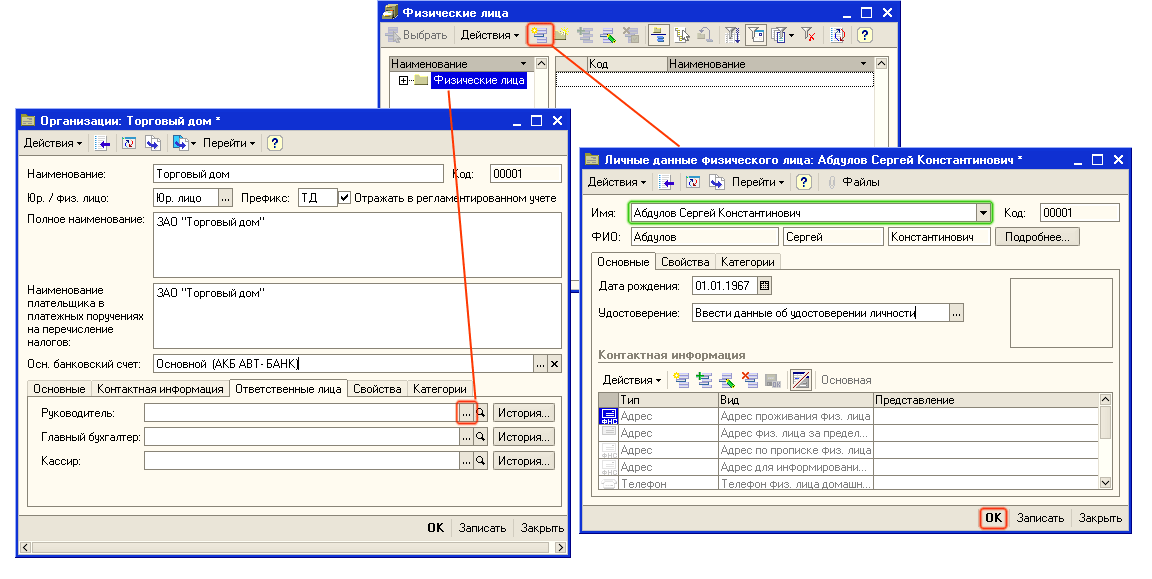 Физические лица
Выбрать Действия
Наименование Код Наименование
Физические лица
Организации: Торговый дом *
Действия Перейти
Наименование: Торговый дом Код: 00001
Юр. / физ. лицо: Юр. лицо ... Префикс: ТД Отражать в регламентированном учете
Полное наименование: ЗАО "Торговый дом"
Наименование
плательщика в
платежных поручениях
на перечисление
налогов:
ЗАО "Торговый дом"
Осн. банковский счет: Основной (АКБ АВТ- БАНК) ...
Основные Контактная информация Ответственные лица Свойства Категории
Руководитель: ... История...
Главный бухгалтер: ... История...
Кассир: ... История...
OK Записать Закрыть
Личные данные физического лица: Абдулов Сергей Константинович *
Действия Перейти Файлы
Имя: Абдулов Сергей Константинович Код: 00001
ФИО: Абдулов Сергей Константинович Подробнее...
Основные Свойства Категории
Дата рождения: 01.01.1967
Удостоверение: Ввести данные об удостоверении личности ...
Контактная информация
Действия Основная
Тип Вид Представление
Адрес Адрес проживания физ. лица
Адрес Адрес физ. лица за предел...
Адрес Адрес по прописке физ. лица
Адрес Адрес для информировани...
Телефон Телефон физ. лица домашн...
OK Записать Закрыть